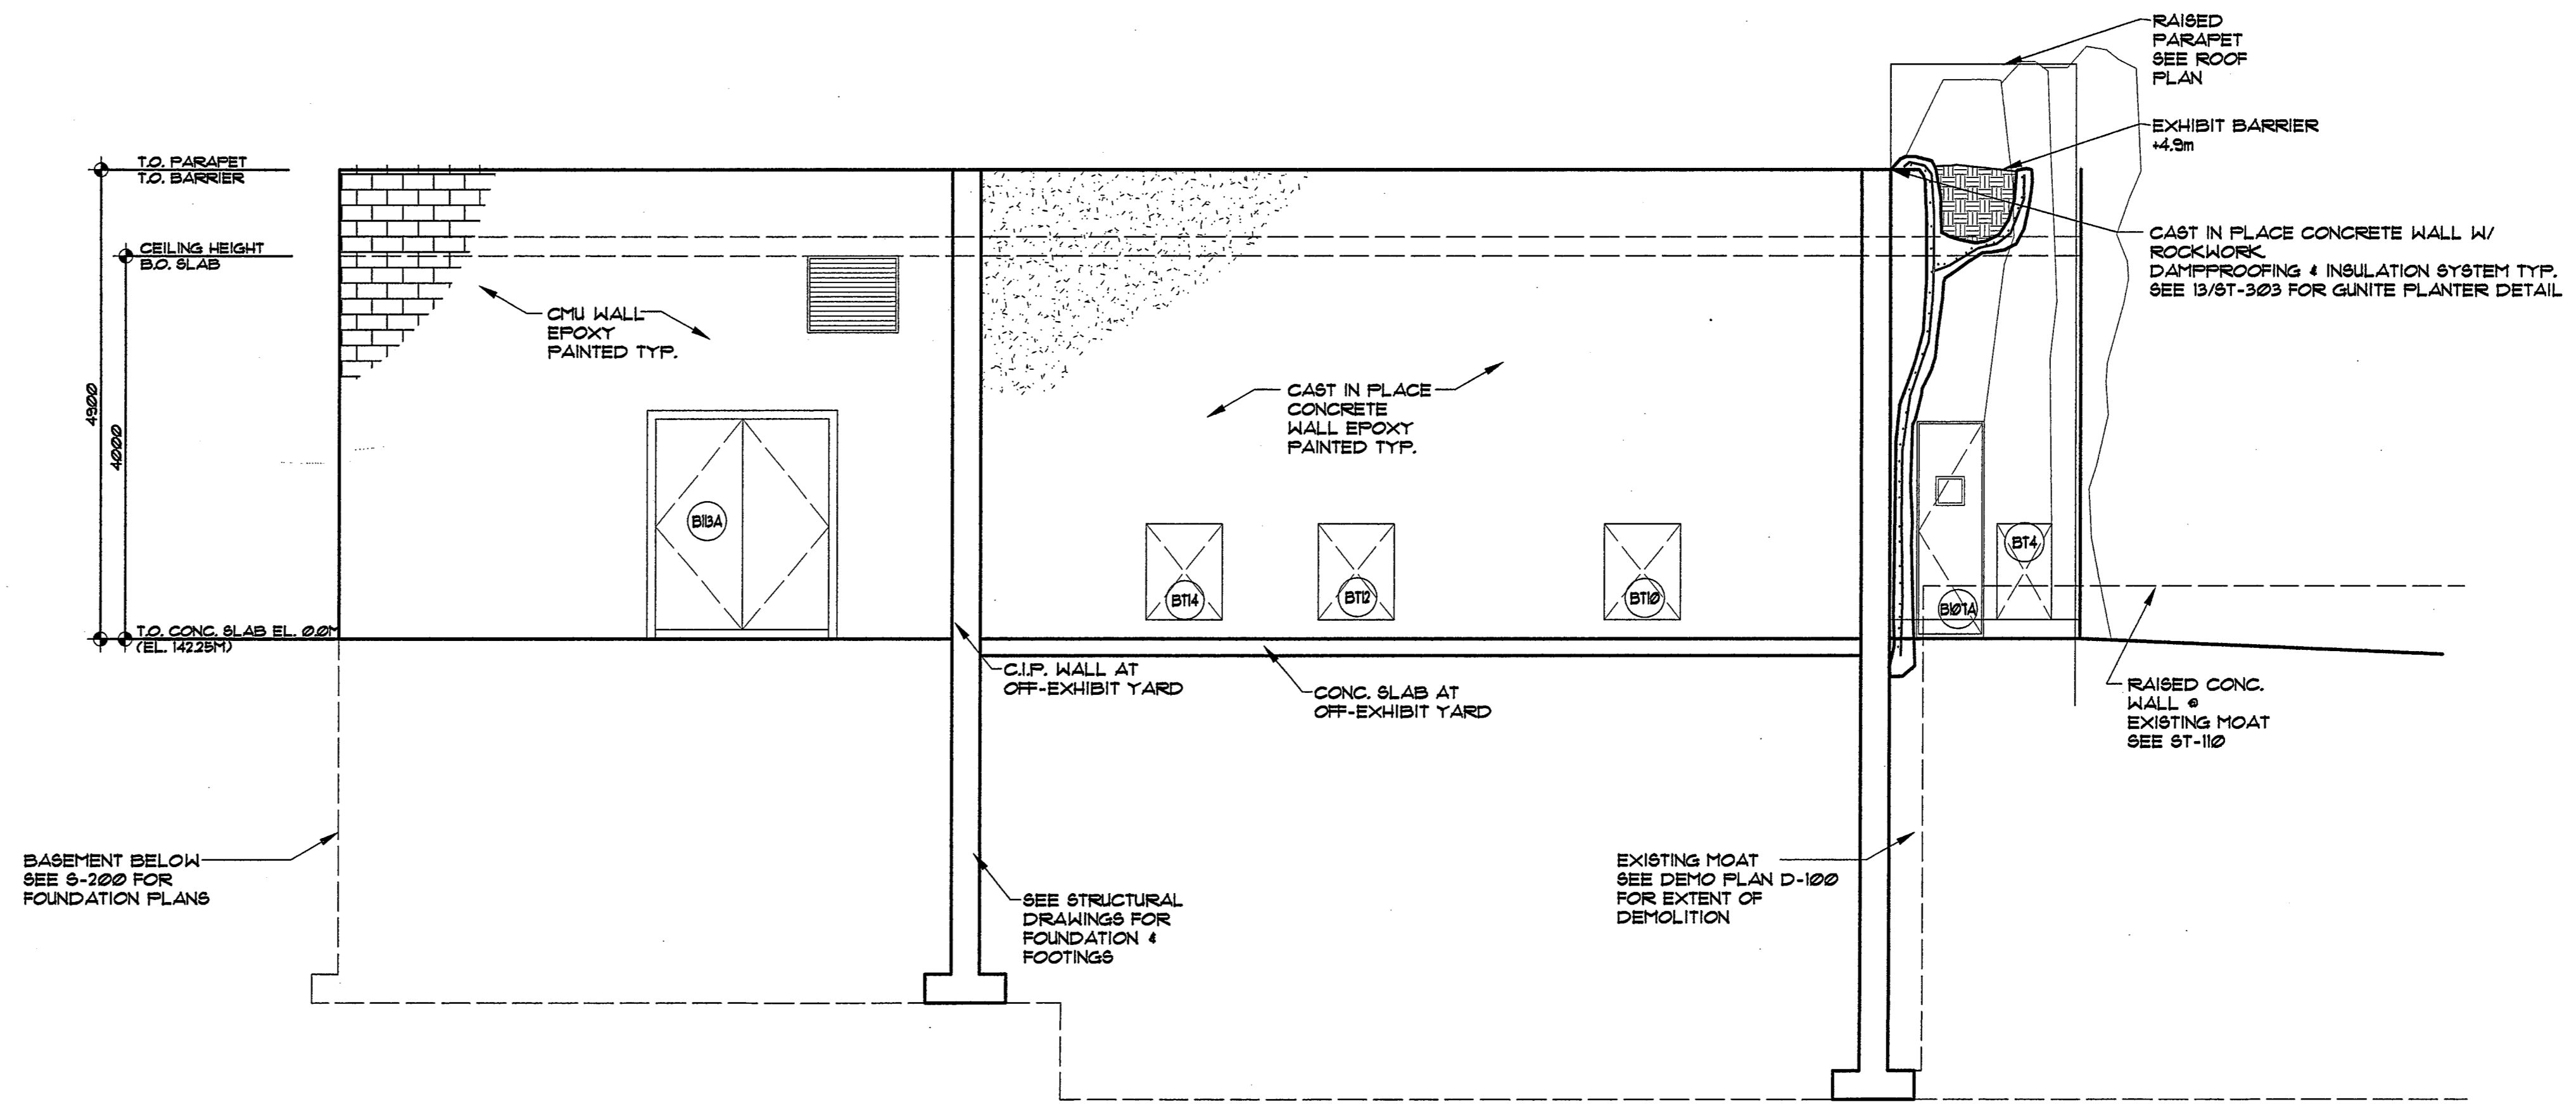 RAISED
PARAPET
SEE ROOF
PLAN
EXHIBIT BARRIER
+4.9m
T.O. PARAPET
T.O. BARRIER
CAST IN PLACE CONCRETE WALL W/
ROCKWORK
DAMPPROOFING & INSULATION SYSTEM TYP.
SEE 13/ST-303 FOR GUNITE PLANTER DETAIL
CEILING HEIGHT
B.O. SLAB
CMU WALL
EPOXY
PAINTED TYP.
4900
4000
CAST IN PLACE
CONCRETE
WALL EPOXY
PAINTED TYP.
B113A
BT14
BT12
BT10
B107A
BT4
T.O. CONC. SLAB EL. 0.0M
(EL. 142.25M)
C.I.P. WALL AT
OFF-EXHIBIT YARD
CONC. SLAB AT
OFF-EXHIBIT YARD
RAISED CONC.
WALL @
EXISTING MOAT
SEE ST-110
BASEMENT BELOW
SEE S-200 FOR
FOUNDATION PLANS
SEE STRUCTURAL
DRAWINGS FOR
FOUNDATION &
FOOTINGS
EXISTING MOAT
SEE DEMO PLAN D-100
FOR EXTENT OF
DEMOLITION